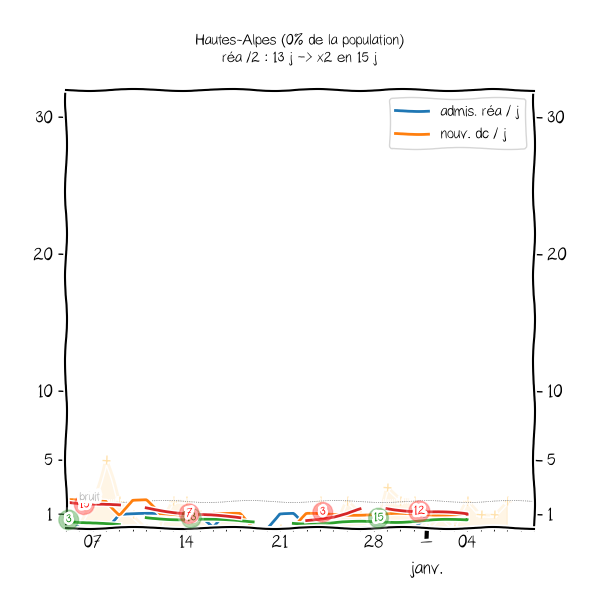 Hautes-Alpes (0% de la population)
réa /2 : 13 j -> x2 en 15 j
admis. réa / j
nouv. dc / j
30 30
20 20
10 10
5 5
1 1
bruit
3 7 3 15 12
07 14 21 28 1 04
janv.